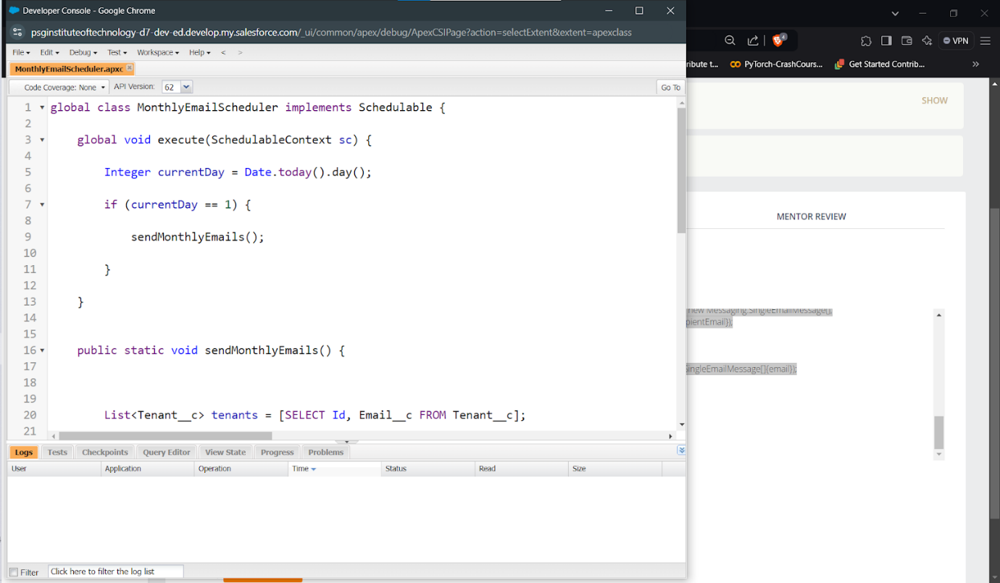 Developer Console - Google Chrome
psginstituteoftechnology-d7-dev-ed.develop.my.salesforce.com/_ui/common/apex/debug/ApexCSIPage?action=selectExtent&extent=apexclass
File Edit Debug Test Workspace Help < >
MonthlyEmailScheduler.apxc
Code Coverage: None API Version: 62 Go To
1 global class MonthlyEmailScheduler implements Schedulable {
2
3 global void execute(SchedulableContext sc) {
4
5 Integer currentDay = Date.today().day();
6
7 if (currentDay == 1) {
8
9 sendMonthlyEmails();
10
11 }
12
13 }
14
15
16 public static void sendMonthlyEmails() {
17
18
19
20 List<Tenant__c> tenants = [SELECT Id, Email__c FROM Tenant__c];
21
Logs Tests Checkpoints Query Editor View State Progress Problems
User Application Operation Time Status Read Size
Filter Click here to filter the log list
4 VPN
ribute t... PyTorch-CrashCours... Get Started Contrib... »
SHOW
MENTOR REVIEW
new Messaging.SingleEmailMessage();
pientEmail});
SingleEmailMessage[]{email});